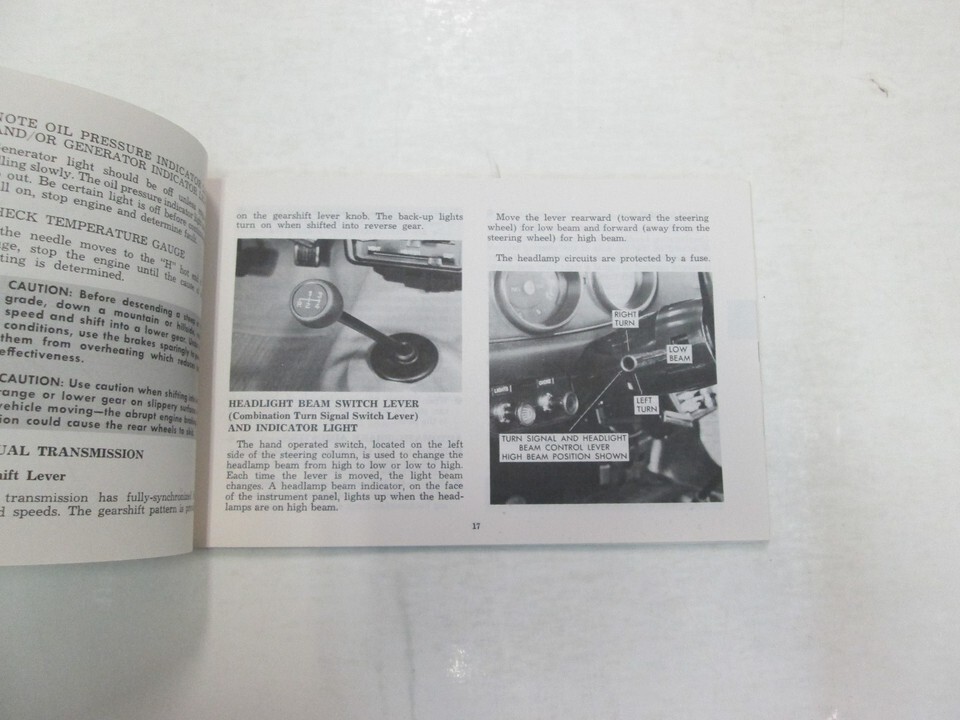 NOTE OIL PRESSURE INDICATOR
AND/OR GENERATOR INDICATOR
enerator light should be off unless
ling slowly. The oil pressure indicator
out. Be certain light is off before
ll on, stop engine and determine fault.
HECK TEMPERATURE GAUGE
the needle moves to the "H" hot
ge, stop the engine until the cause of
ting is determined.
CAUTION: Before descending a steep
grade, down a mountain or
speed and shift into a lower gear.
conditions, use the brakes sparingly to
them from overheating which
effectiveness.
CAUTION: Use caution when shifting
range or lower gear on slippery
vehicle moving—the abrupt engine
ion could cause the rear wheels to skid.
UAL TRANSMISSION
ift Lever
transmission has fully-synchronized
d speeds. The gearshift pattern is
on the gearshift lever knob. The back-up lights
turn on when shifted into reverse gear.
HEADLIGHT BEAM SWITCH LEVER
(Combination Turn Signal Switch Lever)
AND INDICATOR LIGHT
The hand operated switch, located on the left
side of the steering column, is used to change the
headlamp beam from high to low or low to high.
Each time the lever is moved, the light beam
changes. A headlamp beam indicator, on the face
of the instrument panel, lights up when the head-
lamps are on high beam.
Move the lever rearward (toward the steering
wheel) for low beam and forward (away from the
steering wheel) for high beam.
The headlamp circuits are protected by a fuse.
RIGHT
TURN
LOW
BEAM
LEFT
TURN
LIGHTS
TURN SIGNAL AND HEADLIGHT
BEAM CONTROL LEVER
HIGH BEAM POSITION SHOWN
17